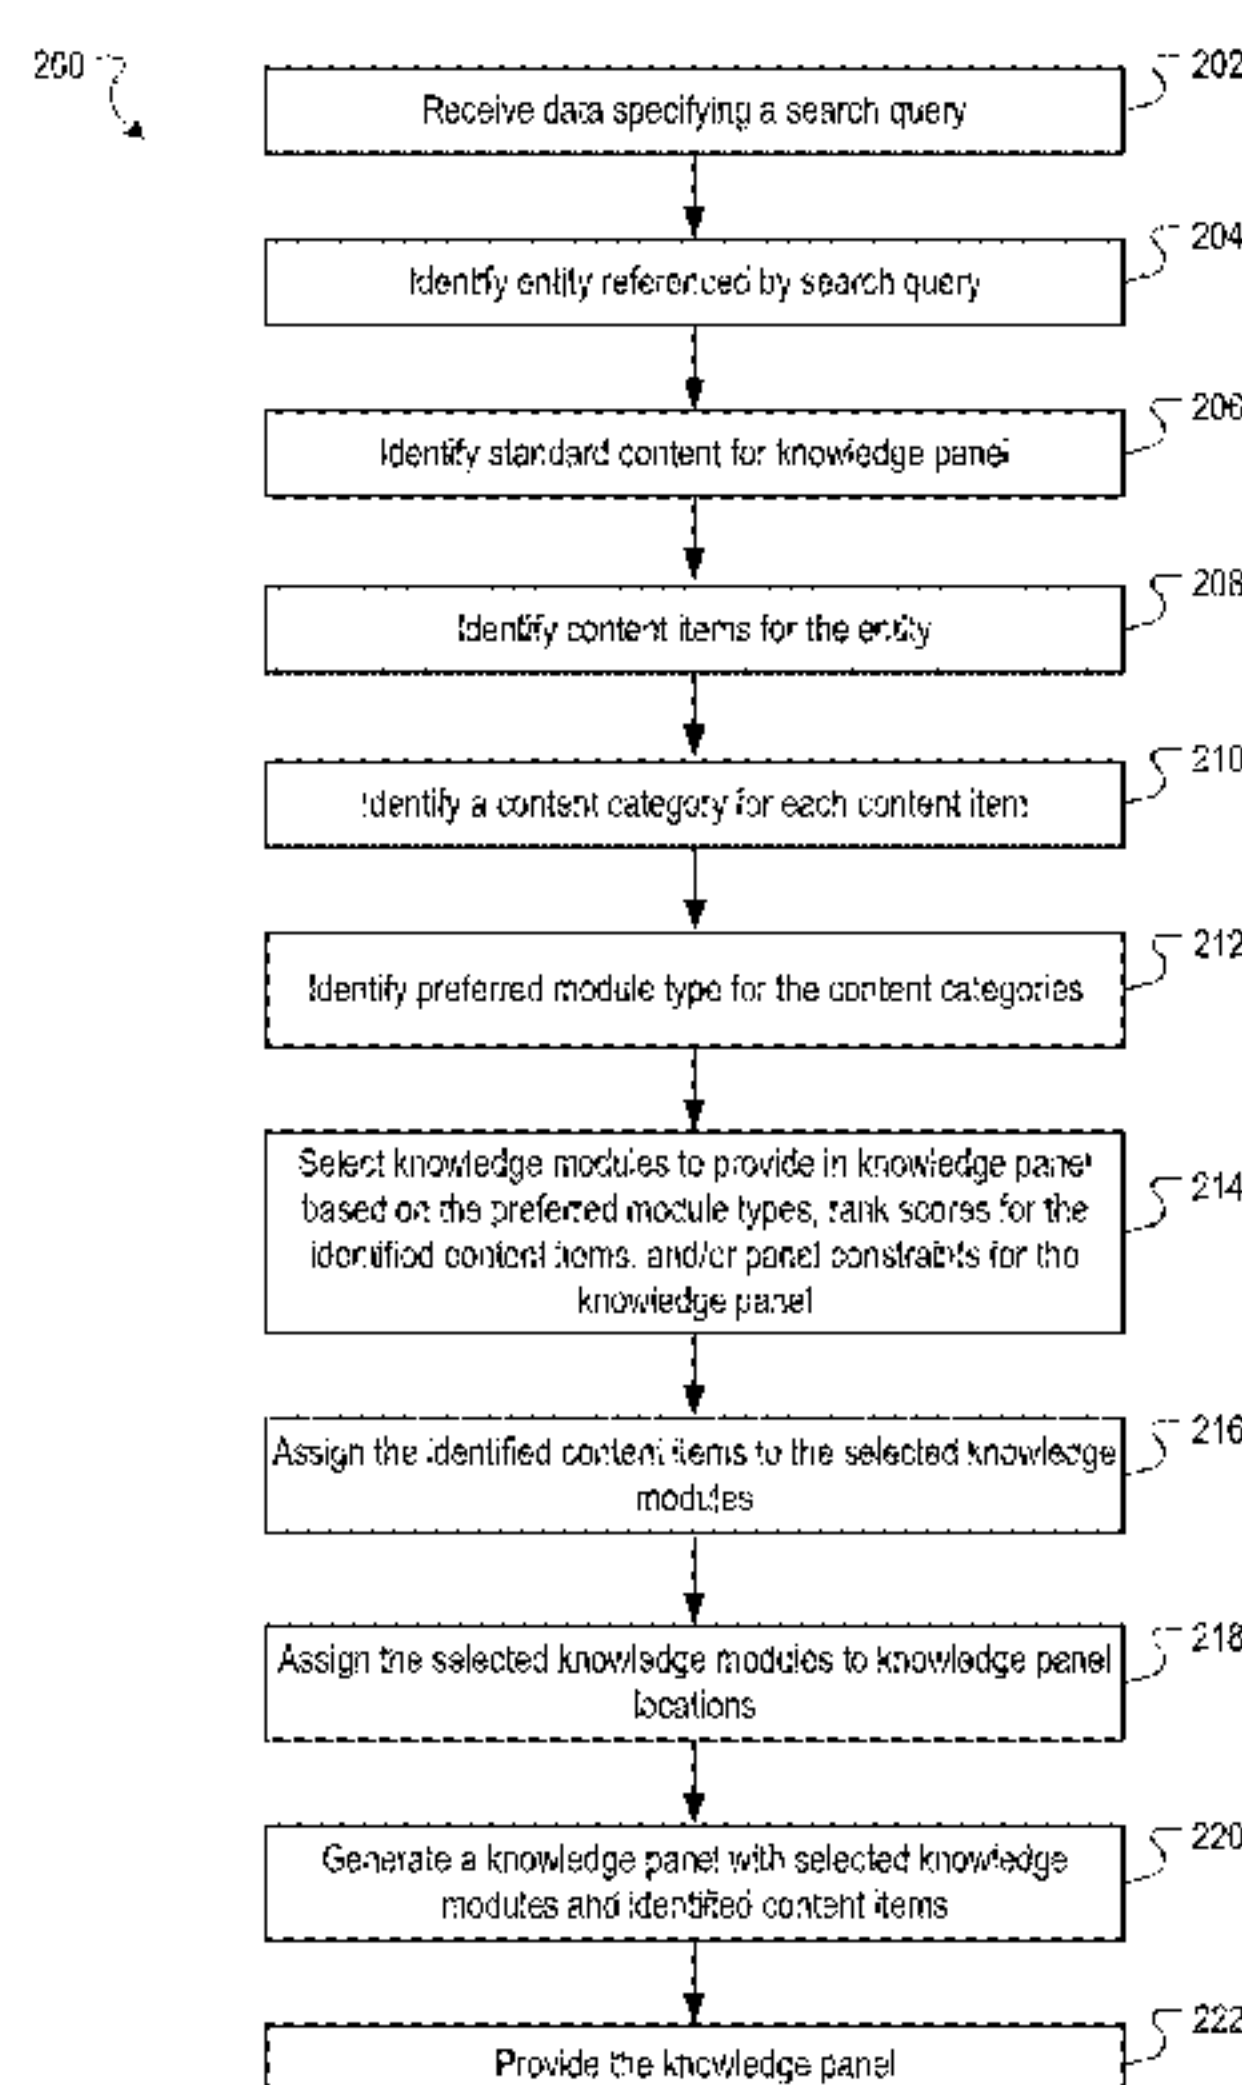 200
202
Receive data specifying a search query
204
Identify entity referenced by search query
206
Identify standard content for knowledge panel
208
Identify content items for the entity
210
Identify a content category for each content item
212
Identify preferred module type for the content categories
214
Select knowledge modules to provide in knowledge panel
based on the preferred module types, rank scores for the
identified content items, and/or panel constraints for the
knowledge panel
216
Assign the identified content items to the selected knowledge
modules
218
Assign the selected knowledge modules to knowledge panel
locations
220
Generate a knowledge panel with selected knowledge
modules and identified content items
222
Provide the knowledge panel